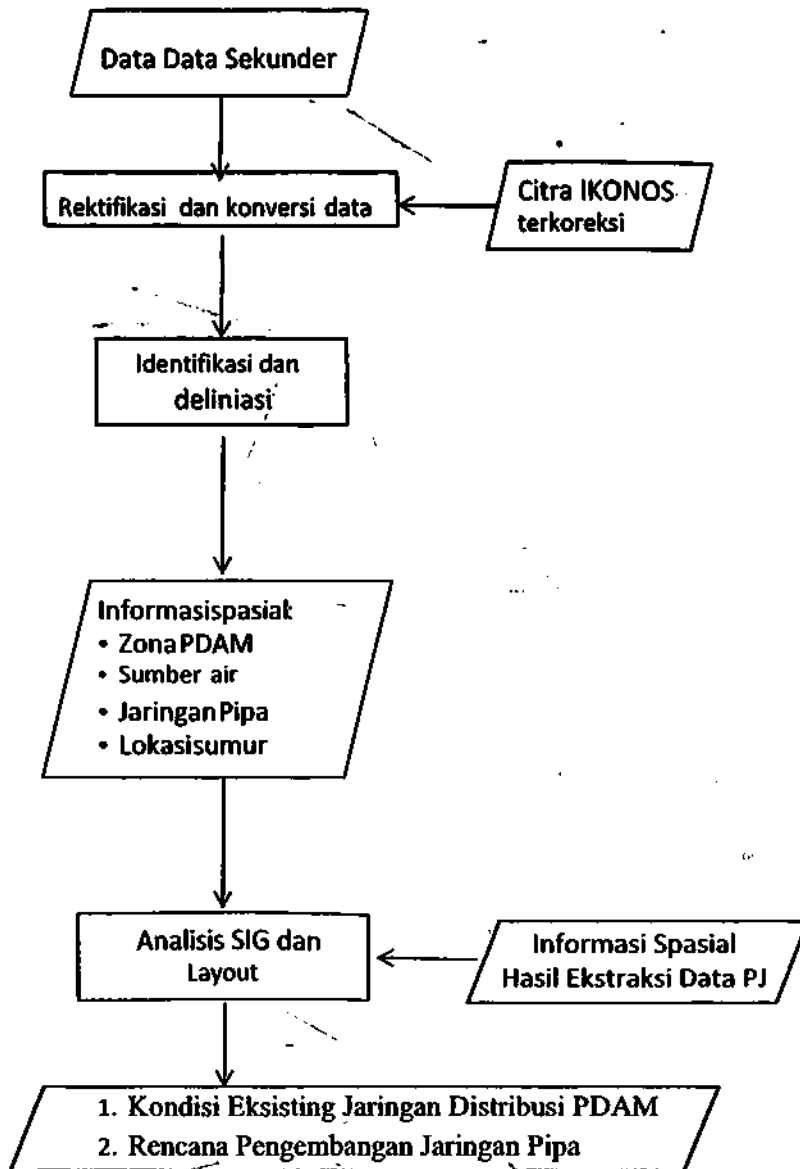 Data Data Sekunder
Rektifikasi dan konversi data
Citra IKONOS
terkoreksi
Identifikasi dan
deliniasi
Informasispasial:
• Zona PDAM
• Sumber air
• Jaringan Pipa
• Lokasisumur
Analisis SIG dan
Layout
Informasi Spasial
Hasil Ekstraksi Data PJ
1. Kondisi Eksisting Jaringan Distribusi PDAM
2. Rencana Pengembangan Jaringan Pipa